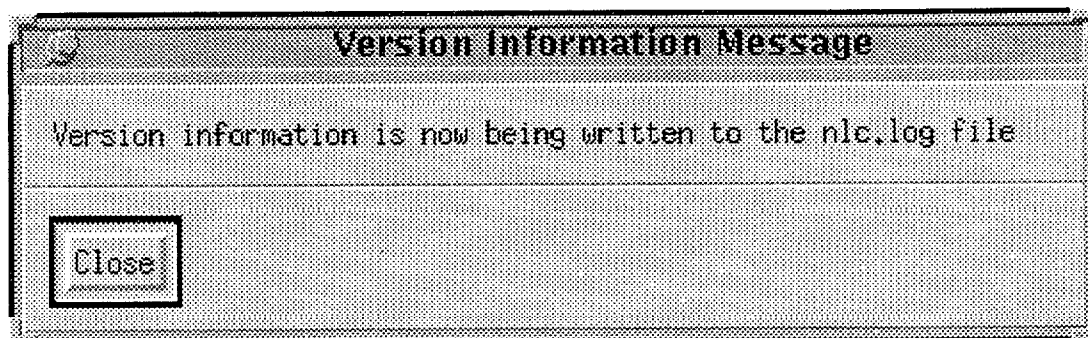 Version Information Message
Version information is now being written to the nlc.log file
Close